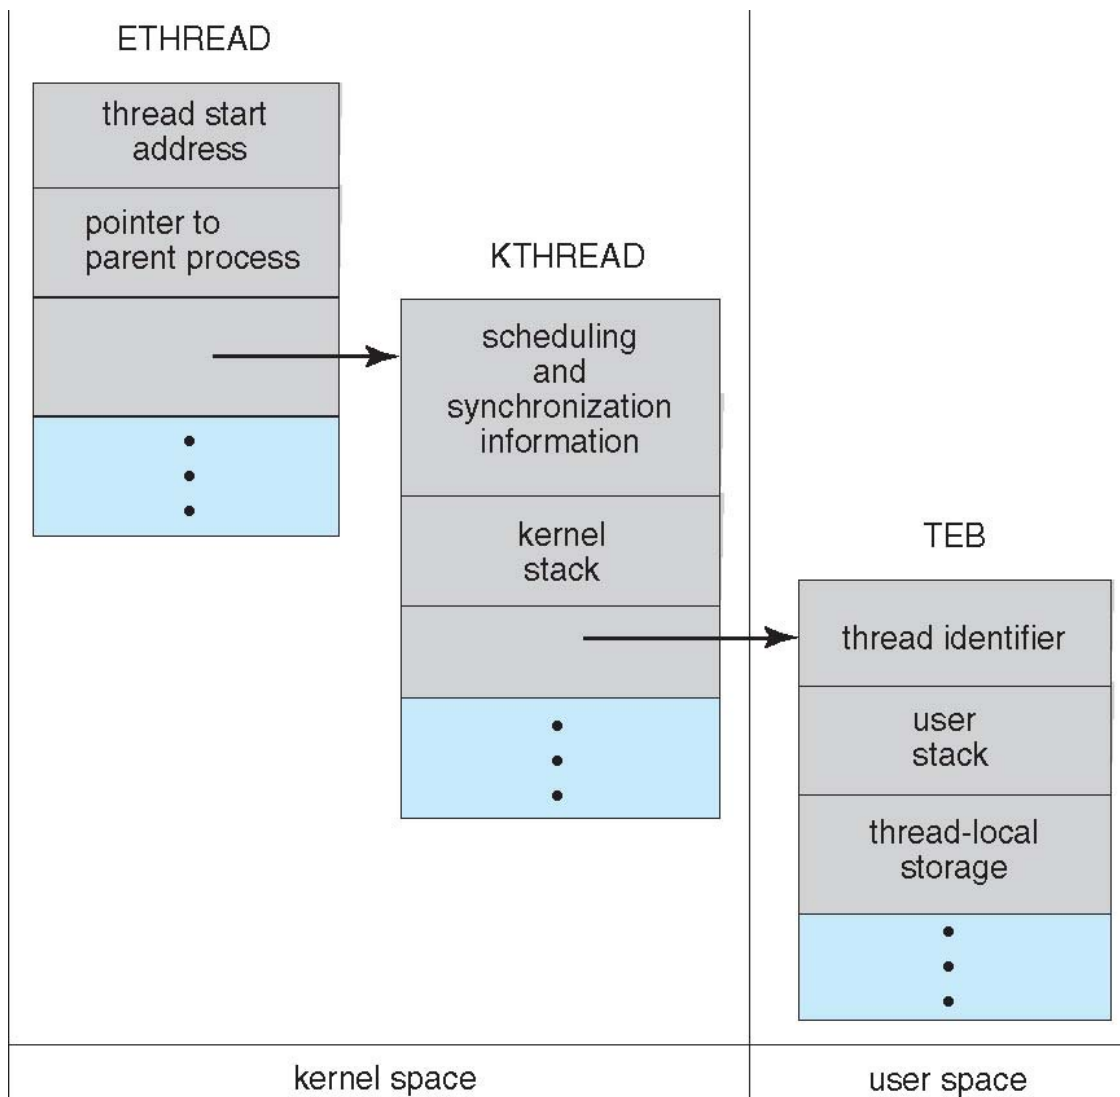 ETHREAD
thread start
address
pointer to
parent process
KTHREAD
scheduling
and
synchronization
information
kernel
stack
TEB
thread identifier
user
stack
thread-local
storage
kernel space
user space